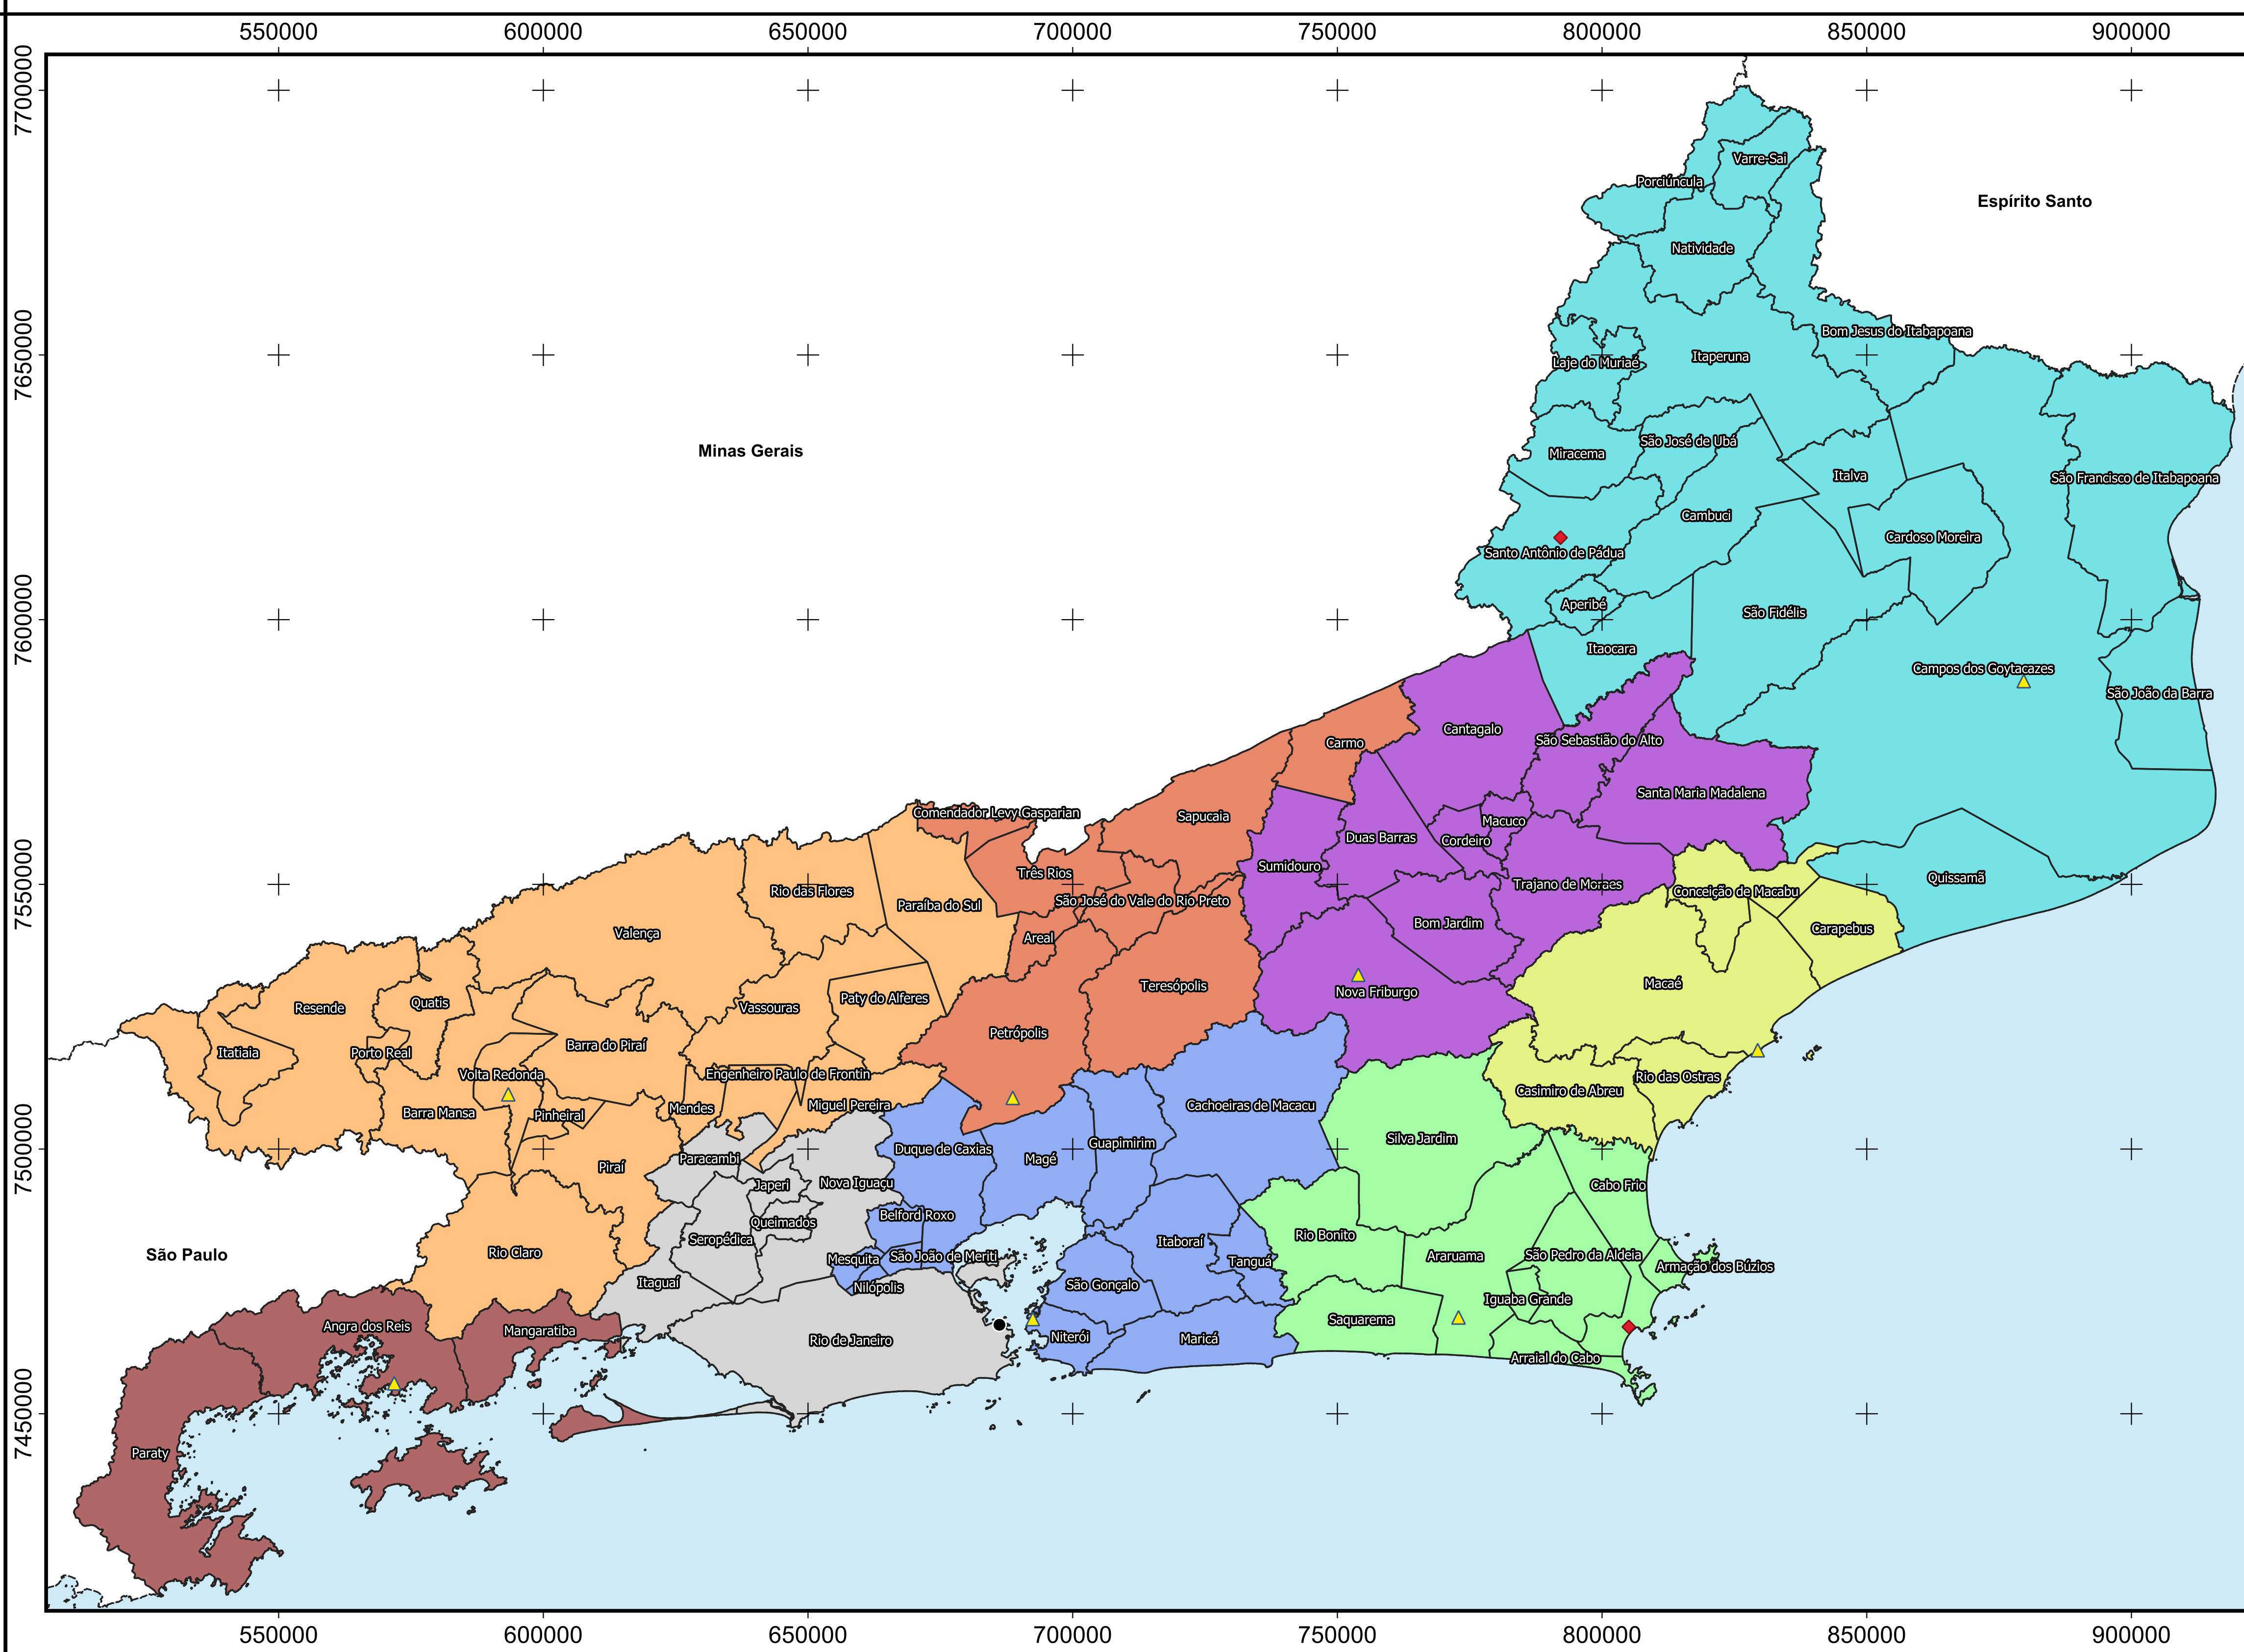 550000 600000 650000 700000 750000 800000 850000 900000
7700000
7650000
7600000
7550000
7500000
7450000
Varre-Sai
Porciúncula
Espírito Santo
Natividade
Bom Jesus do Itabapoana
Itaperuna
Laje do Muriaé
São José de Ubá
Minas Gerais
Miracema
Italva
São Francisco de Itabapoana
Cambuci
Cardoso Moreira
Santo Antônio de Pádua
Aperibé
São Fidélis
Itaocara
Campos dos Goytacazes
São João da Barra
Cantagalo
São Sebastião do Alto
Carmo
Santa Maria Madalena
Comendador Levy Gasparian
Sapucaia
Macuco
Duas Barras
Cordeiro
Sumidouro
Três Rios
Quissamã
Trajano de Moraes
Rio das Flores
Conceição de Macabu
São José do Vale do Rio Preto
Paraíba do Sul
Bom Jardim
Carapebus
Valença
Areal
Macaé
Teresópolis
Nova Friburgo
Paty do Alferes
Quatis
Vassouras
Resende
Petrópolis
Barra do Piraí
Itatiaia
Porto Real
Volta Redonda
Engenheiro Paulo de Frontin
Rio das Ostras
Casimiro de Abreu
Miguel Pereira
Cachoeiras de Macacu
Mendes
Barra Mansa
Pinheiral
Silva Jardim
Guapimirim
Duque de Caxias
Paracambi
Magé
Piraí
Nova Iguaçu
Japeri
Cabo Frio
Belford Roxo
Queimados
Rio Bonito
Seropédica
Itaboraí
São Paulo
Rio Claro
São João de Meriti
Araruama
São Pedro da Aldeia
Mesquita
Tanguá
Armação dos Búzios
Itaguaí
São Gonçalo
Nilópolis
Iguaba Grande
Saquarema
Angra dos Reis
Mangaratiba
Niterói
Maricá
Rio de Janeiro
Arraial do Cabo
Paraty
550000 600000 650000 700000 750000 800000 850000 900000